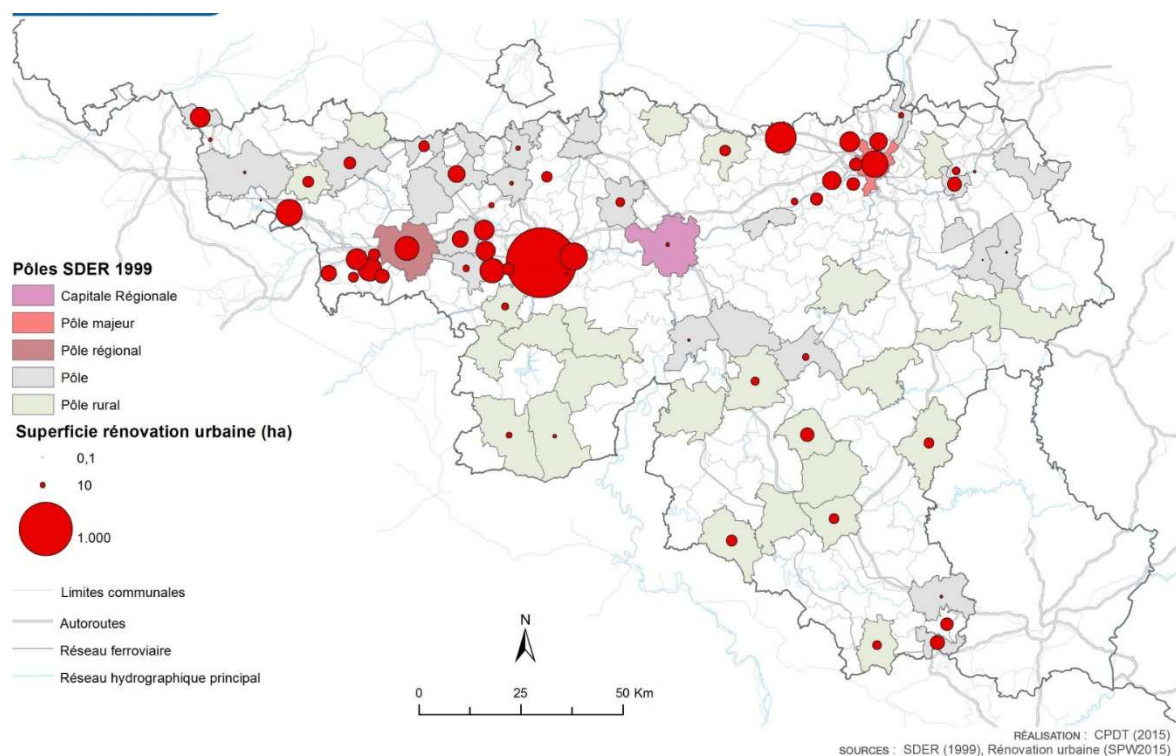 Pôles SDER 1999
Capitale Régionale
Pôle majeur
Pôle régional
Pôle
Pôle rural
Superficie rénovation urbaine (ha)
0,1
10
1.000
Limites communales
Autoroutes
Réseau ferroviaire
Réseau hydrographique principal
N
0 25 50 Km
RÉALISATION : CPDT (2015)
SOURCES : SDER (1999), Rénovation urbaine (SPW2015)